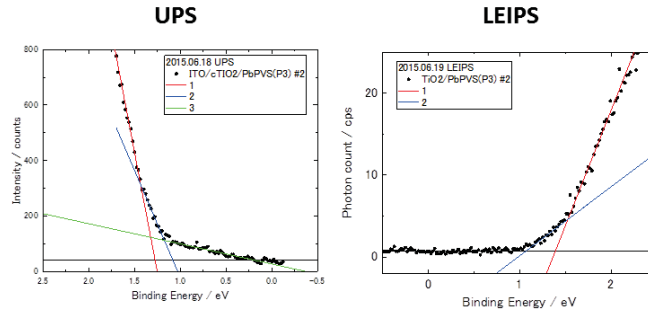 UPS
LEIPS
2015.06.18 UPS
ITO/cTIO2/PbPVS(P3) #2
1
2
3
Intensity / counts
800
600
400
200
0
2.5 2.0 1.5 1.0 0.5 0.0 -0.5
Binding Energy / eV
2015.06.19 LEIPS
TiO2/PbPVS(P3) #2
1
2
Photon count / cps
20
10
0
0 1 2
Binding Energy / eV